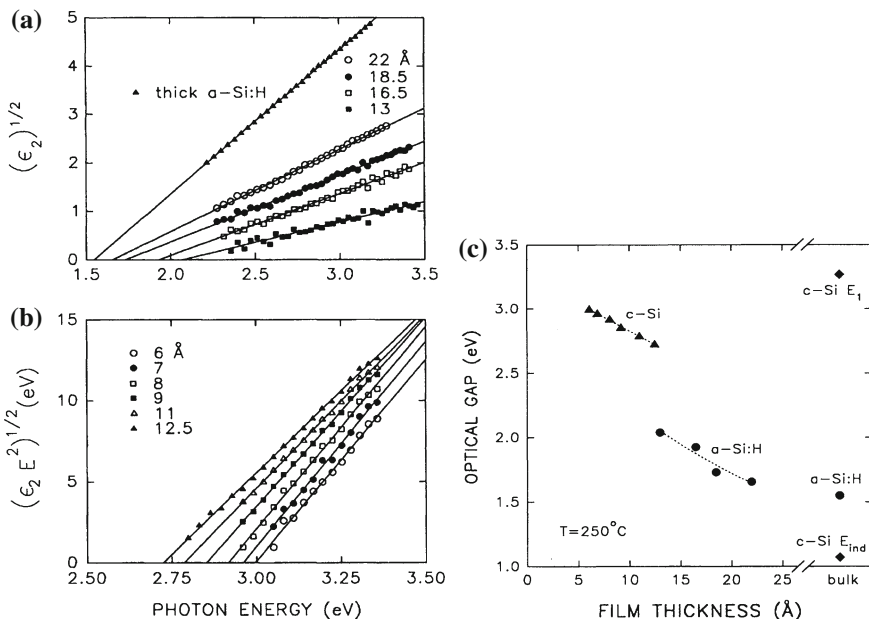 (a)
5
4
3
2
1
0
(ϵ₂)^1/2
▲ thick a-Si:H
○ 22 Å
● 18.5
□ 16.5
■ 13
1.5 2.0 2.5 3.0 3.5
(b)
15
10
5
0
(ϵ₂ E²)^1/2 (eV)
○ 6 Å
● 7
□ 8
■ 9
△ 11
▲ 12.5
2.50 2.75 3.00 3.25 3.50
PHOTON ENERGY (eV)
(c)
3.5
3.0
2.5
2.0
1.5
1.0
OPTICAL GAP (eV)
c-Si E₁
c-Si
a-Si:H
a-Si:H
c-Si E_ind
T=250°C
0 5 10 15 20 25 bulk
FILM THICKNESS (Å)